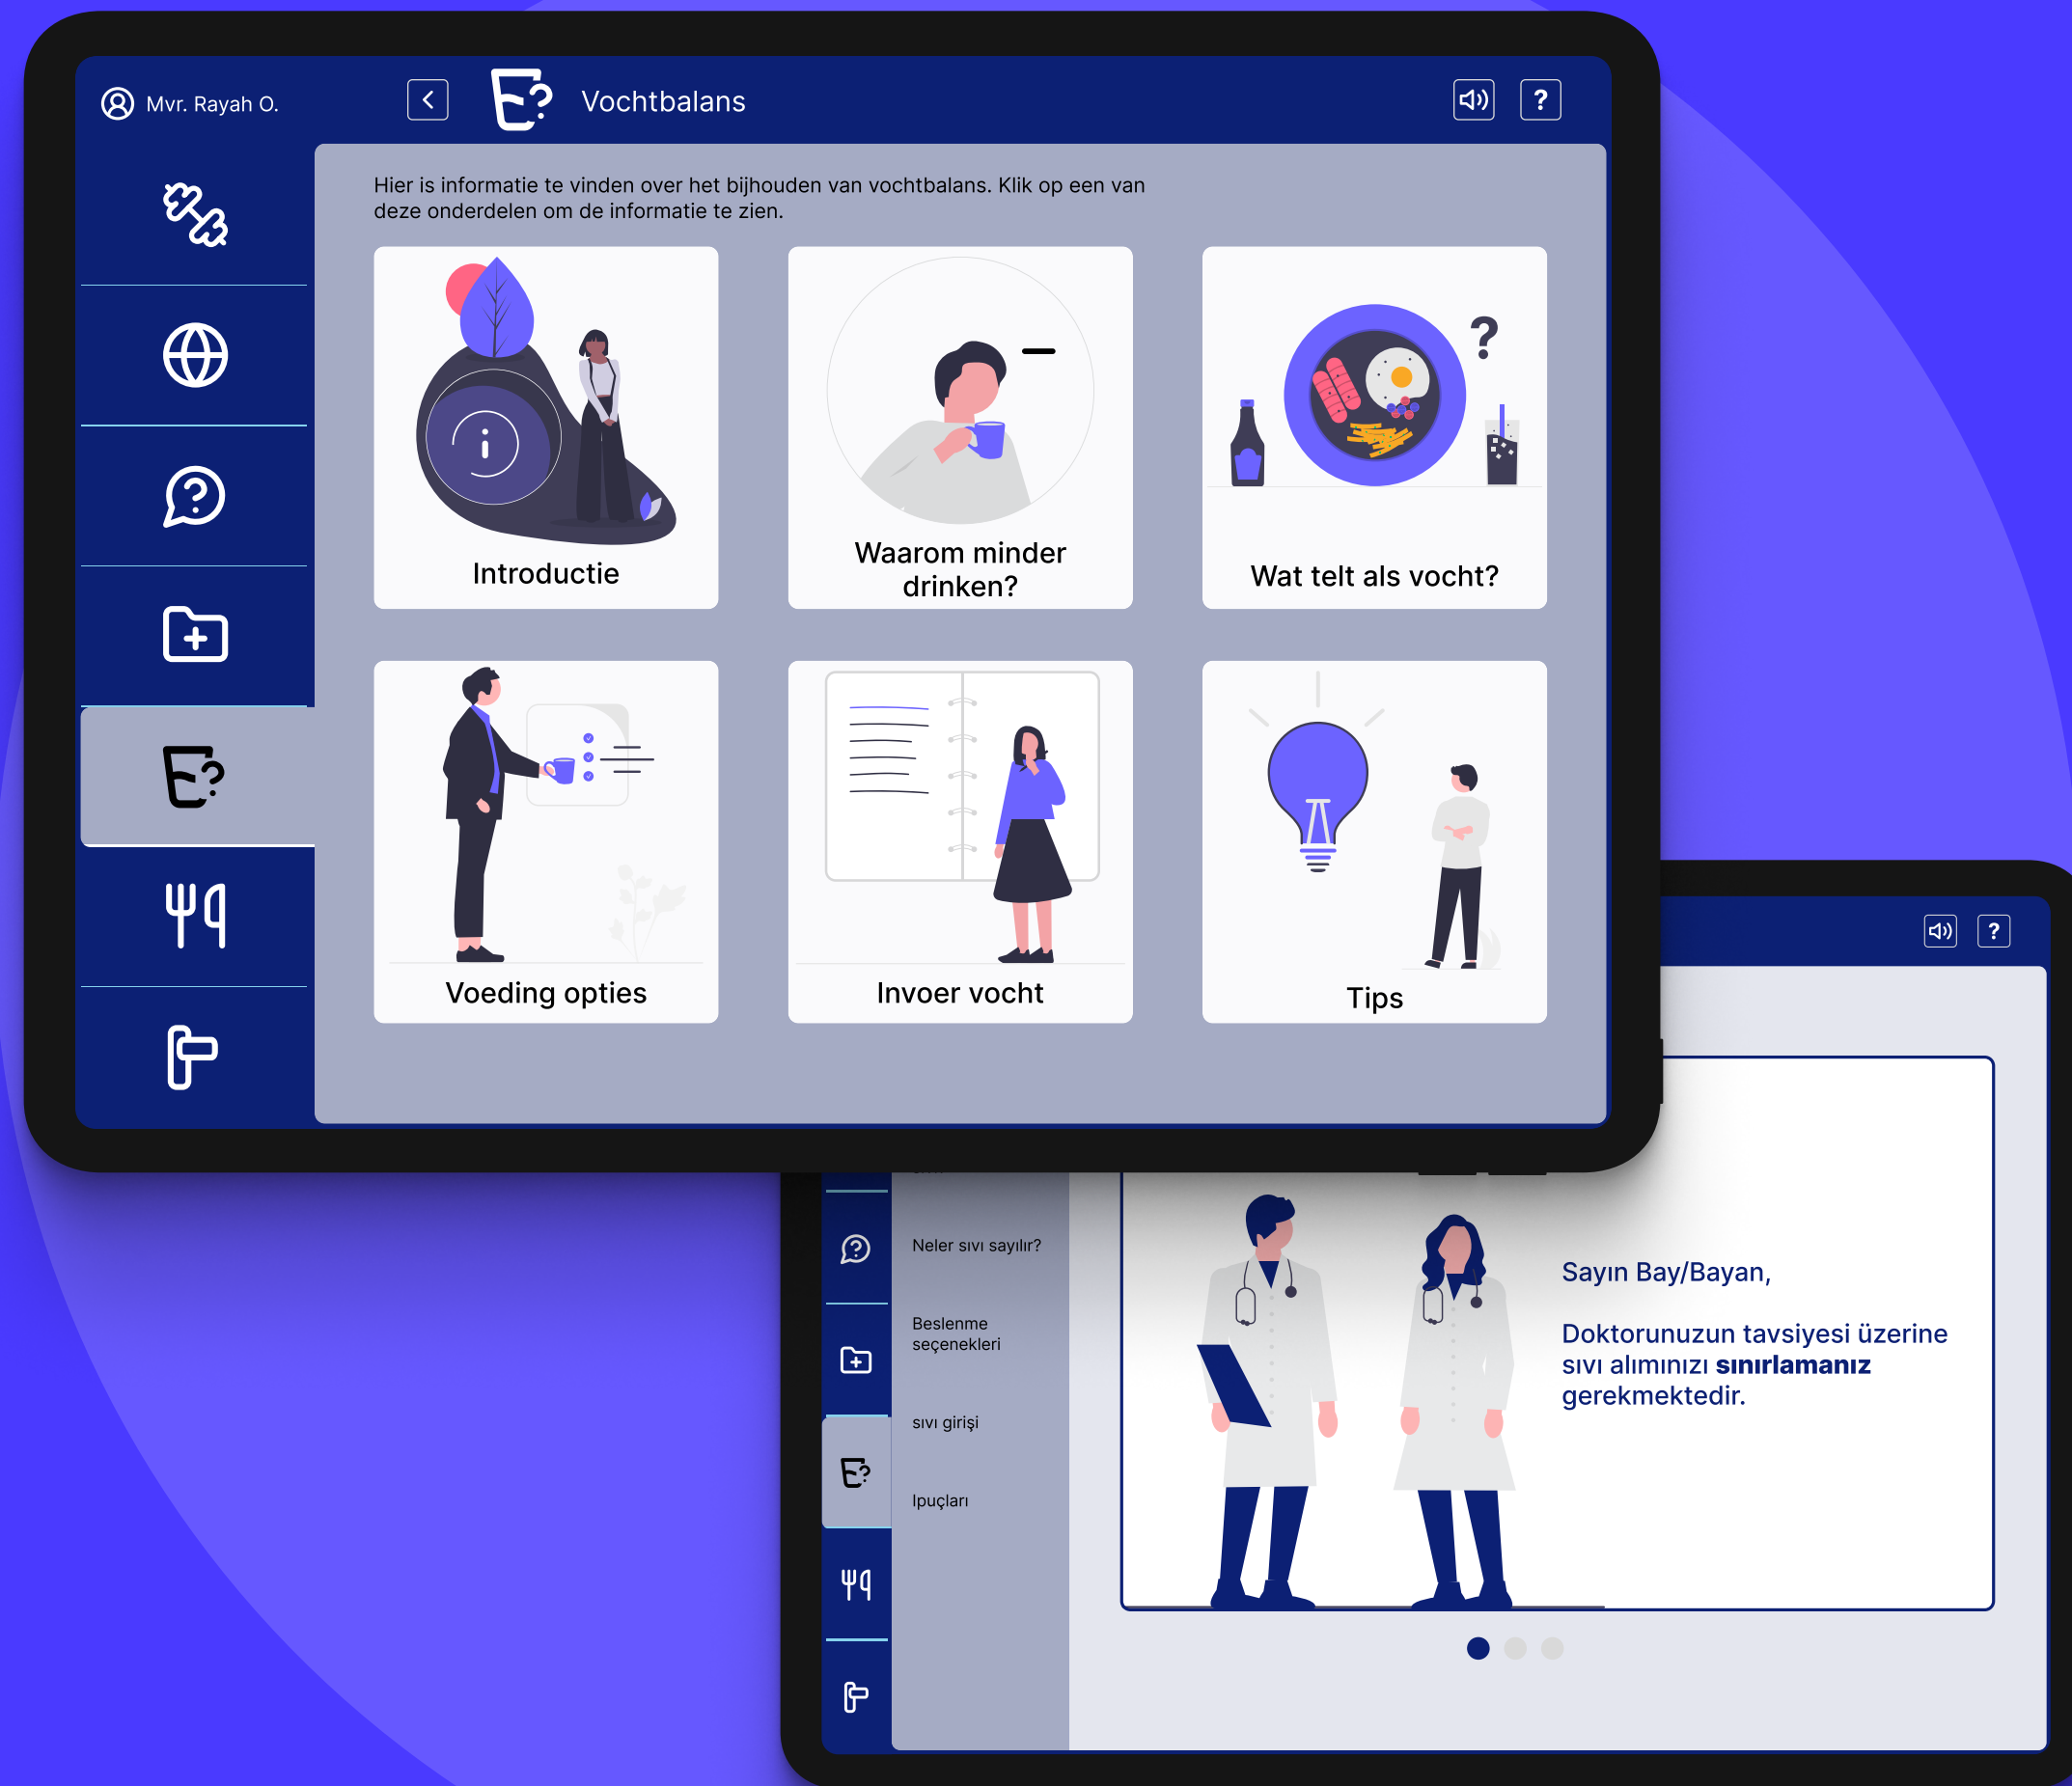 Mvr. Rayah O.
Vochtbalans
?
Hier is informatie te vinden over het bijhouden van vochtbalans. Klik op een van
deze onderdelen om de informatie te zien.
Introductie
Waarom minder
drinken?
?
Wat telt als vocht?
Voeding opties
Invoer vocht
Tips
?
Neler sıvı sayılır?
Beslenme
seçenekleri
sıvı girişi
Ipuçları
Sayın Bay/Bayan,
Doktorunuzun tavsiyesi üzerine
sıvı alımınızı sınırlamanız
gerekmektedir.